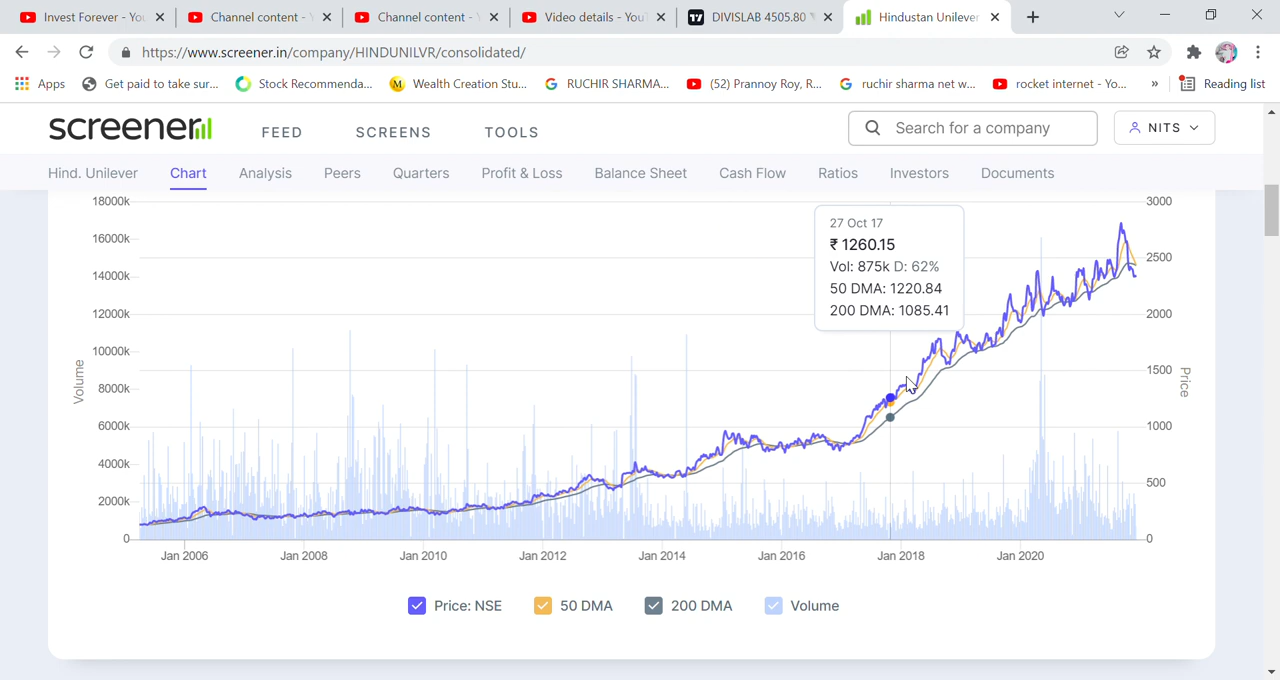 Invest Forever - You
Channel content - Y
Channel content - Y
Video details - YouT
DIVISLAB 4505.80
Hindustan Unilever
https://www.screener.in/company/HINDUNILVR/consolidated/
Apps
Get paid to take sur...
Stock Recommenda...
Wealth Creation Stu...
RUCHIR SHARMA...
(52) Prannoy Roy, R...
ruchir sharma net w...
rocket internet - Yo...
»
Reading list
screener
FEED
SCREENS
TOOLS
Search for a company
NITS
Hind. Unilever
Chart
Analysis
Peers
Quarters
Profit & Loss
Balance Sheet
Cash Flow
Ratios
Investors
Documents
18000k
16000k
14000k
12000k
10000k
8000k
6000k
4000k
2000k
0
Volume
27 Oct 17
₹ 1260.15
Vol: 875k D: 62%
50 DMA: 1220.84
200 DMA: 1085.41
3000
2500
2000
1500
1000
500
0
Price
Jan 2006
Jan 2008
Jan 2010
Jan 2012
Jan 2014
Jan 2016
Jan 2018
Jan 2020
Price: NSE
50 DMA
200 DMA
Volume